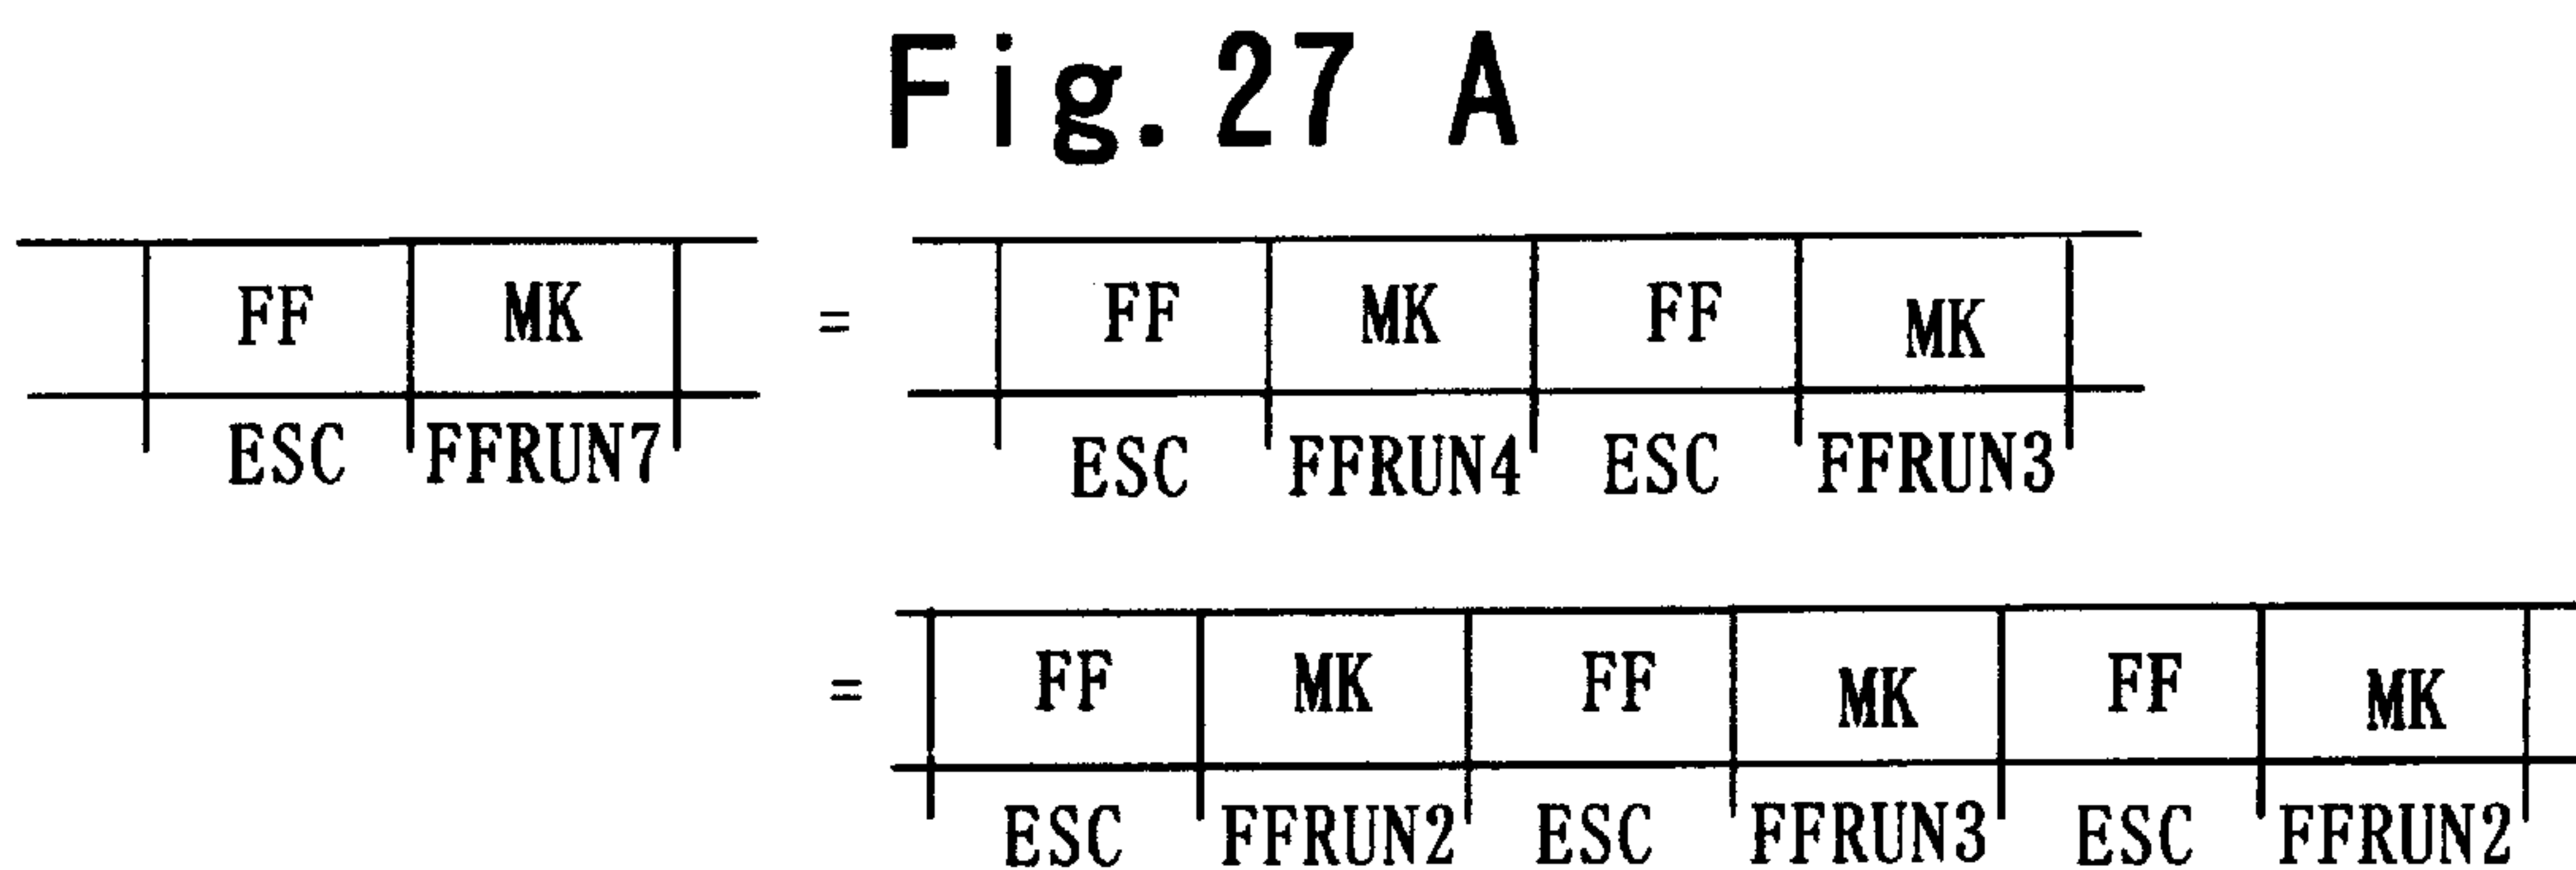 Fig. 27 A
FF MK = FF MK FF MK
ESC FFRUN7 ESC FFRUN4 ESC FFRUN3
= FF MK FF MK FF MK
ESC FFRUN2 ESC FFRUN3 ESC FFRUN2